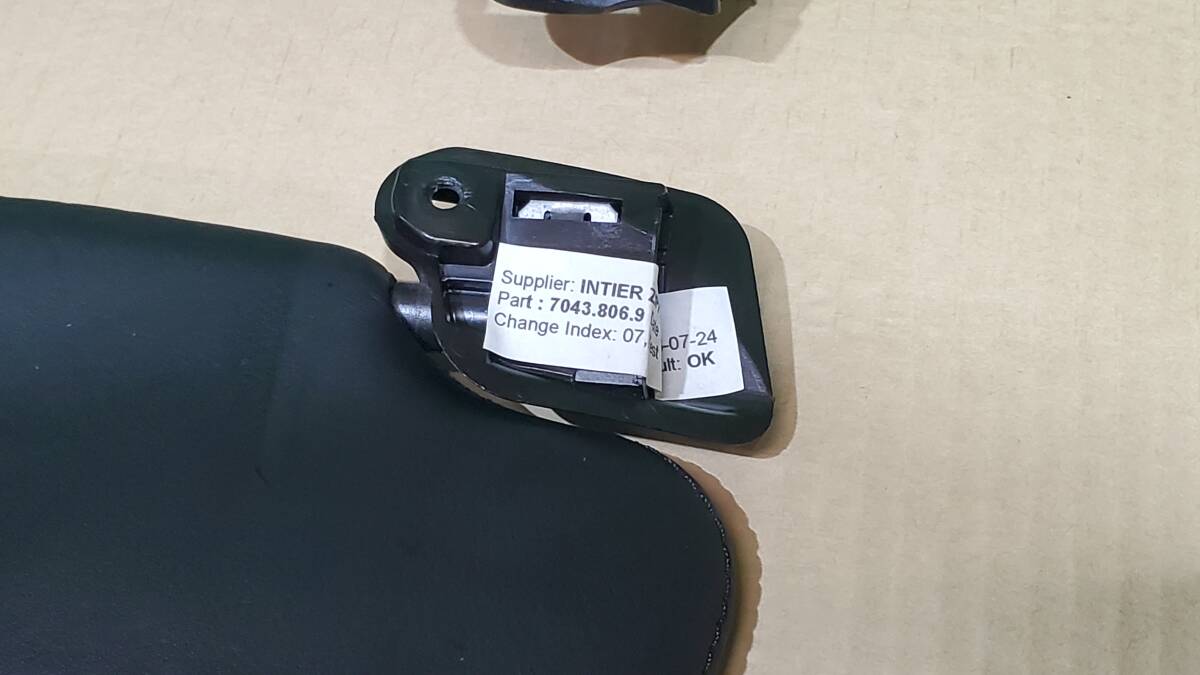 Supplier: INTIER
Part : 7043.806.9
Change Index: 07,
-07-24
ult: OK